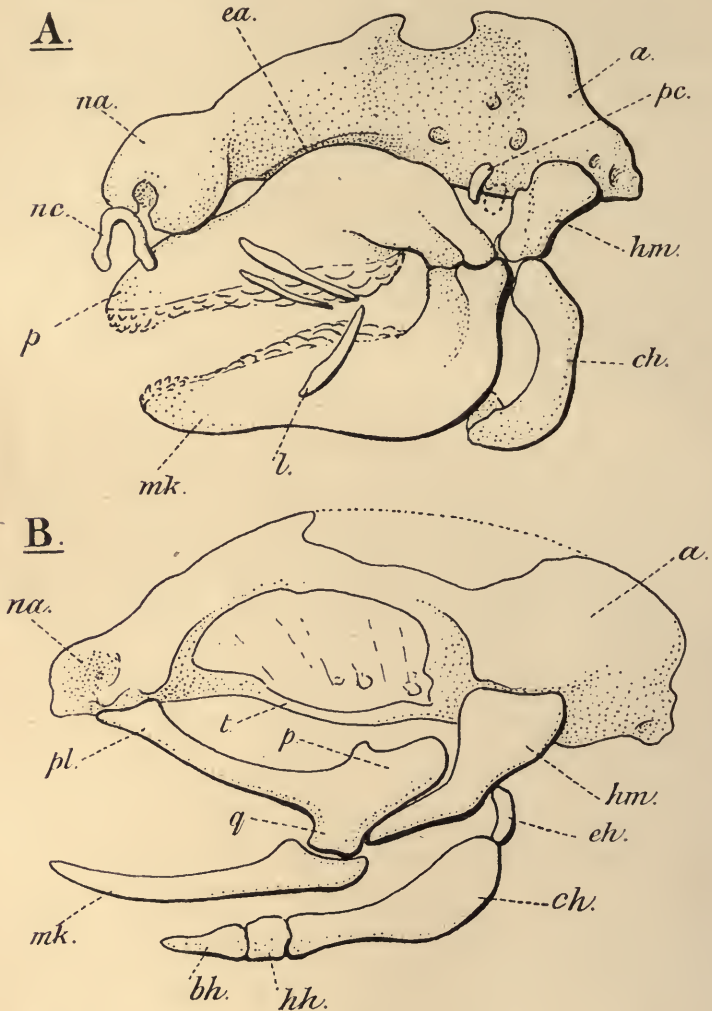 A.
ea.
a.
na.
pc.
nc.
hm.
p
ch.
l.
mk.
B.
a.
na.
t
p.
pl.
hm.
q
eh.
ch.
mk.
bh.
hh.